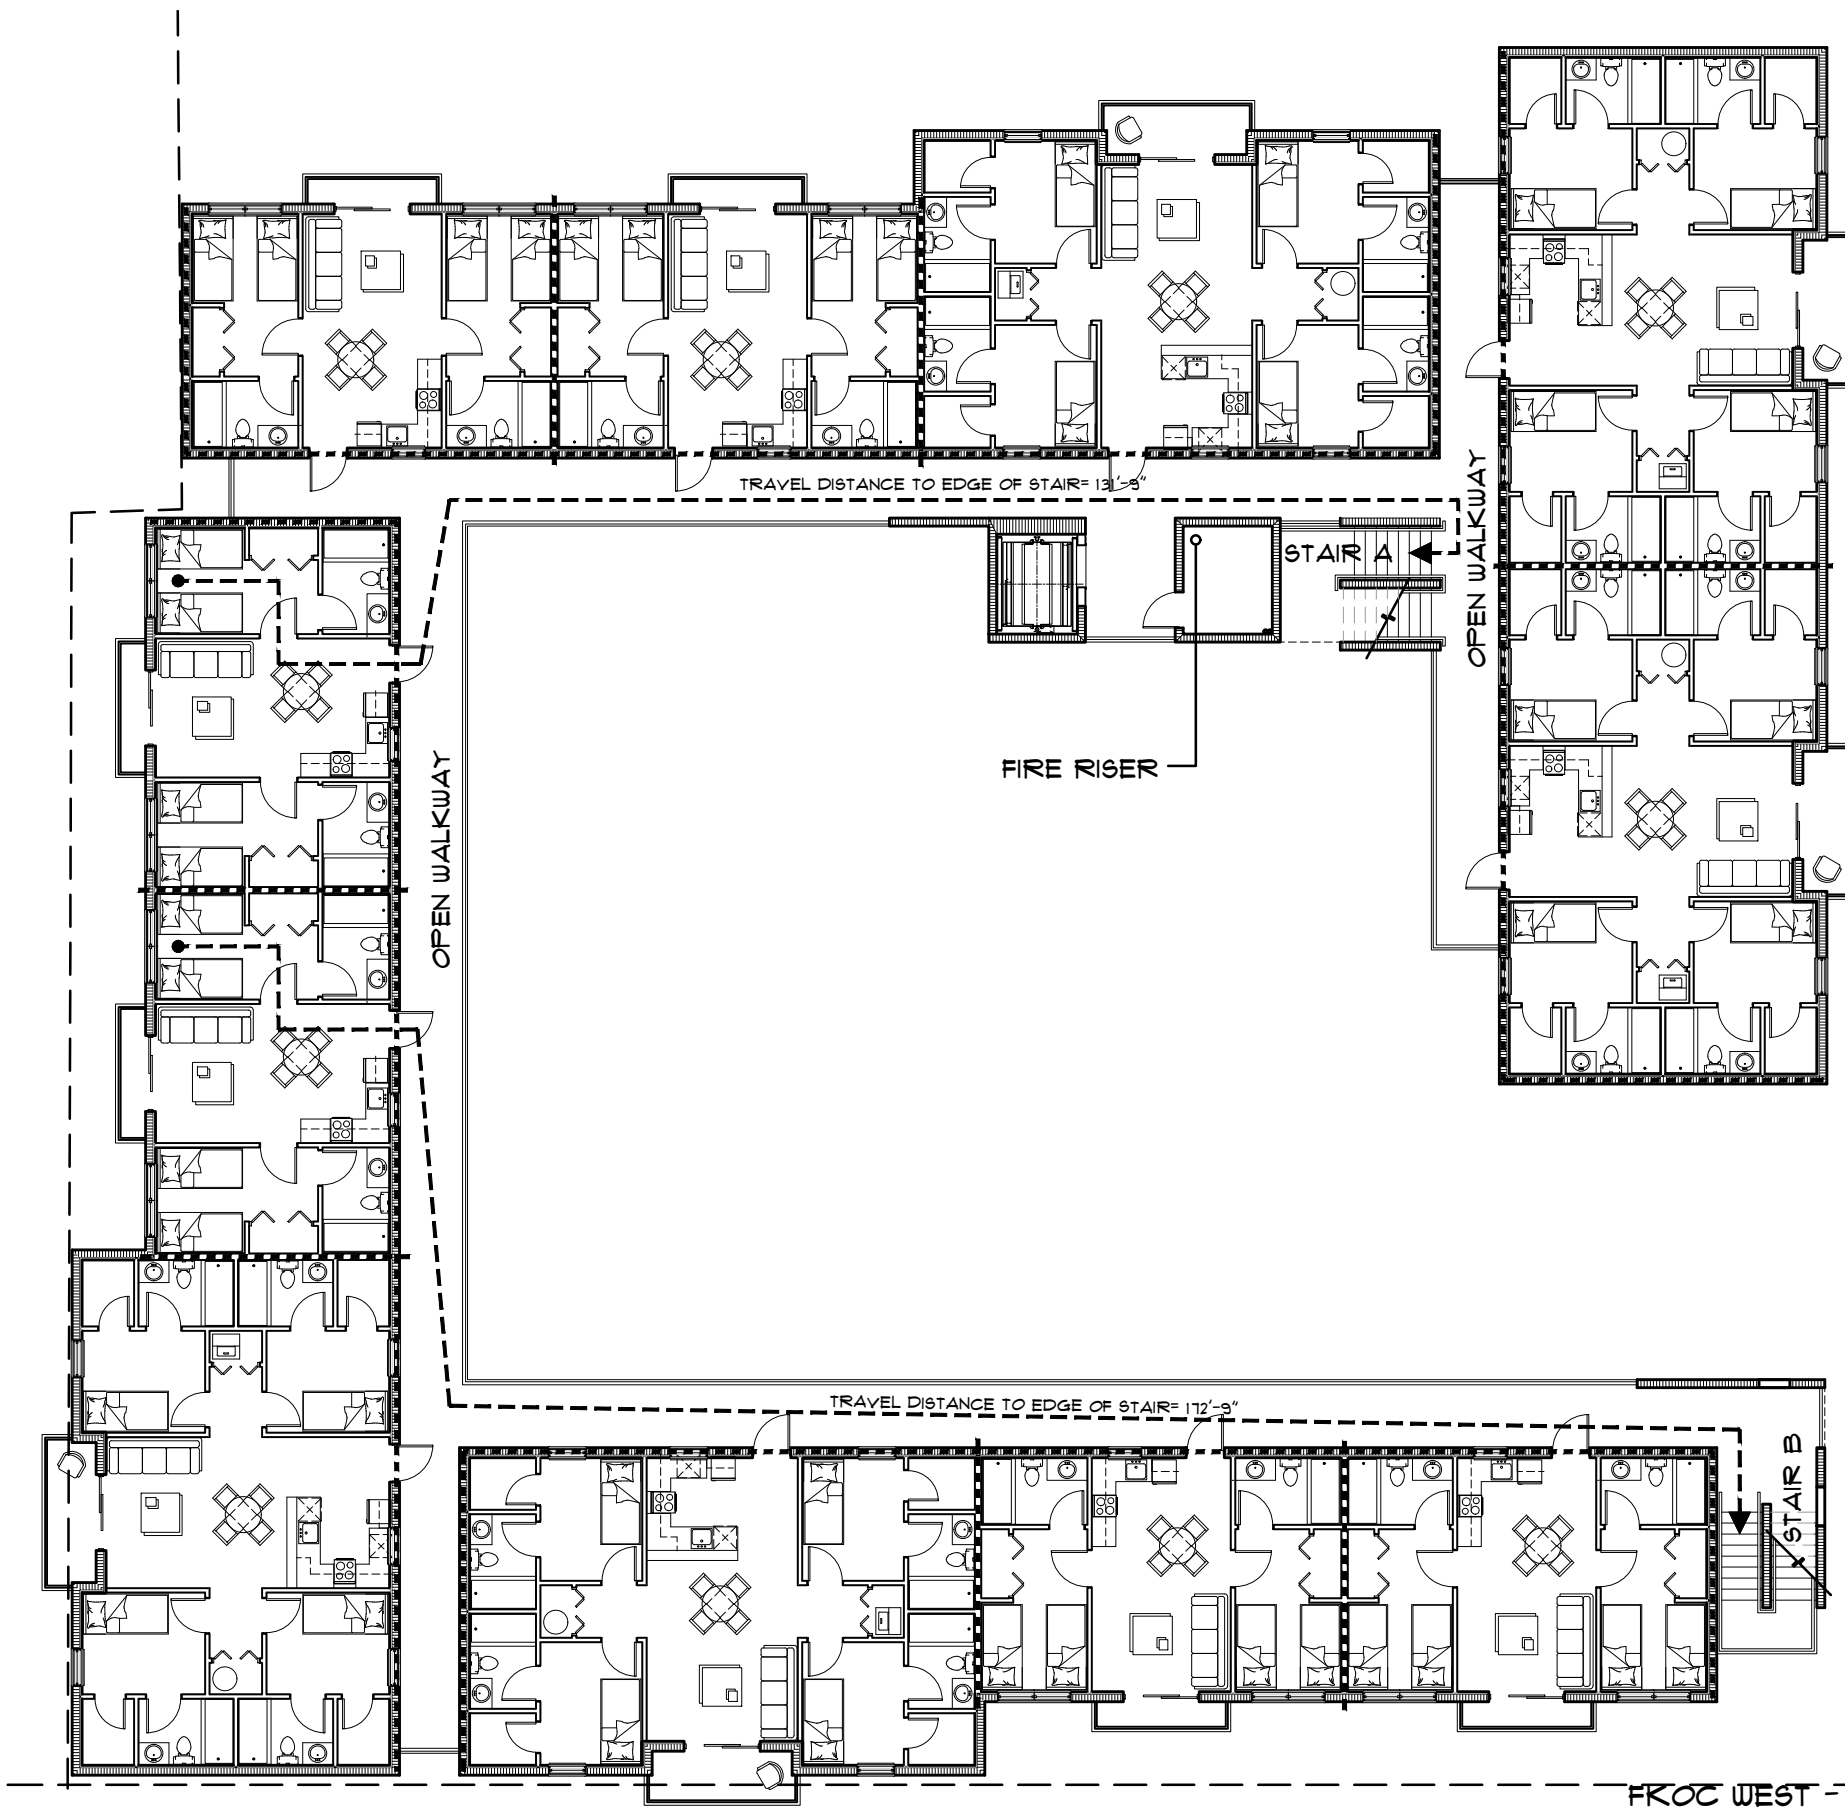 TRAVEL DISTANCE TO EDGE OF STAIR= 131'-9"
OPEN WALKWAY
STAIR A
FIRE RISER
OPEN WALKWAY
TRAVEL DISTANCE TO EDGE OF STAIR= 172'-9"
STAIR B
FKOC WEST -